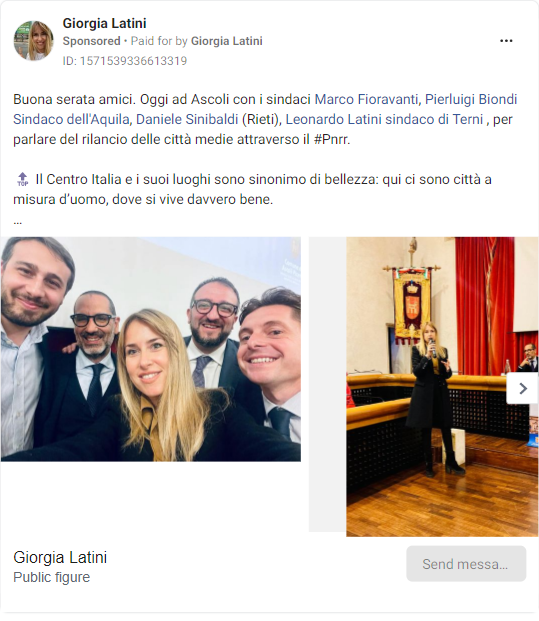 Giorgia Latini
Sponsored • Paid for by Giorgia Latini
ID: 1571539336613319
Buona serata amici. Oggi ad Ascoli con i sindaci Marco Fioravanti, Pierluigi Biondi
Sindaco dell'Aquila, Daniele Sinibaldi (Rieti), Leonardo Latini sindaco di Terni , per
parlare del rilancio delle città medie attraverso il #Pnrr.
🔝 Il Centro Italia e i suoi luoghi sono sinonimo di bellezza: qui ci sono città a
misura d’uomo, dove si vive davvero bene.
...
Giorgia Latini
Public figure
Send messa...